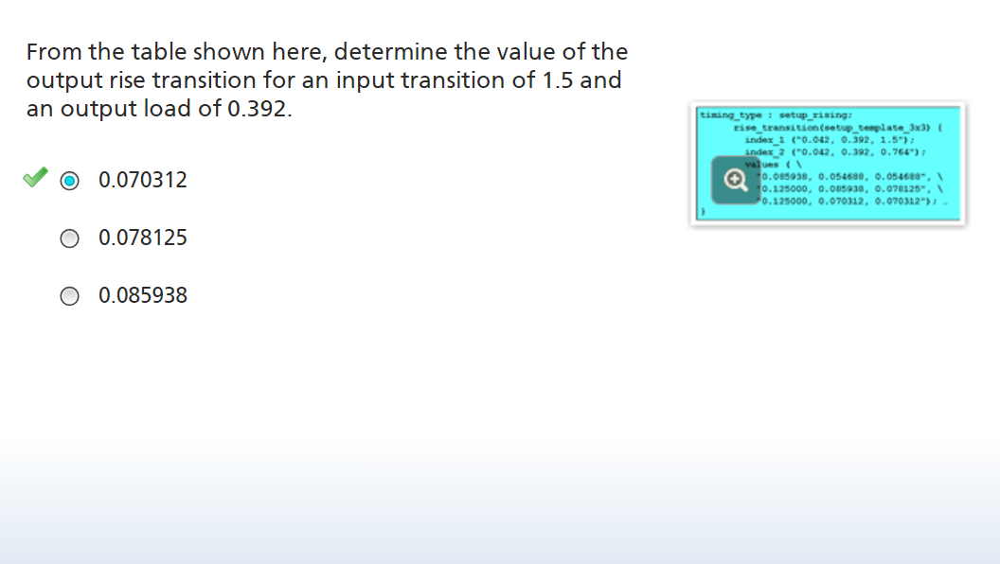 From the table shown here, determine the value of the
output rise transition for an input transition of 1.5 and
an output load of 0.392.
0.070312
0.078125
0.085938
timing_type : setup_rising;
rise_transition(setup_template_3x3) {
index_1 ("0.042, 0.392, 1.5");
index_2 ("0.042, 0.392, 0.764");
values ( \
"0.085938, 0.054688, 0.054688", \
"0.125000, 0.085938, 0.078125", \
"0.125000, 0.070312, 0.070312"); _
}